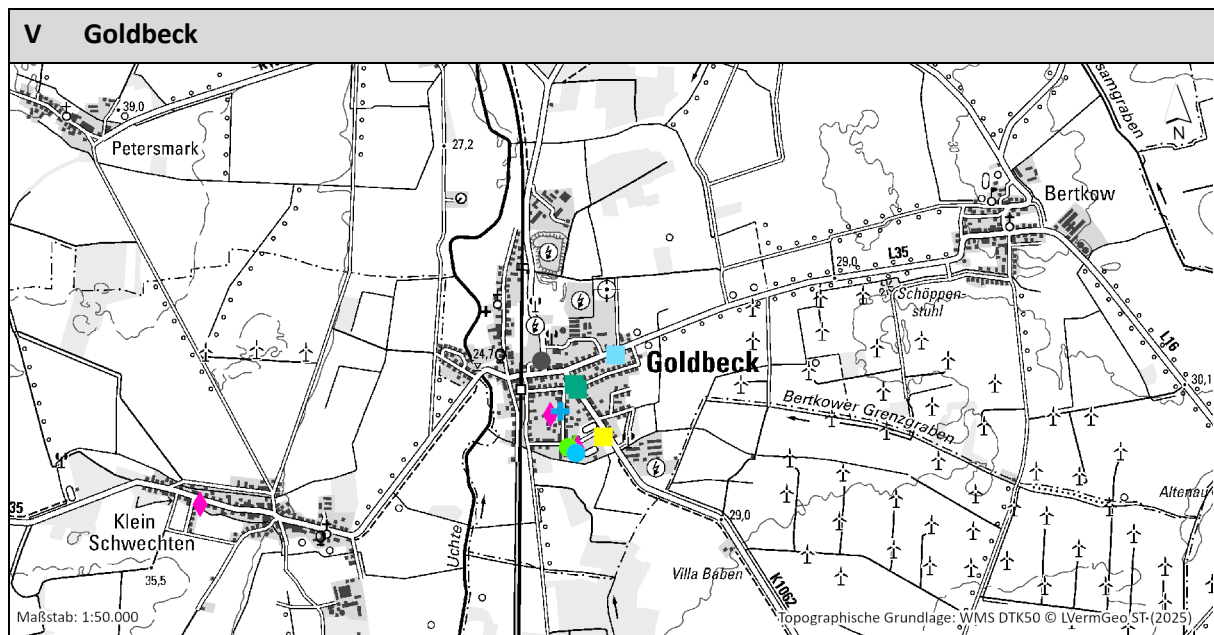 V Goldbeck
39,0
Petersmark
27,2
N
Bertkow
L35
29,0
Schöppen-
stuhl
24,7
Goldbeck
L16
30,1
Bertkower Grenzgraben
Altenau
35
Klein
Schwechten
Uchte
29,0
35,5
Villa Baben
K1062
Maßstab: 1:50.000
Topographische Grundlage: WMS DTK50 © LVermGeo ST (2025)